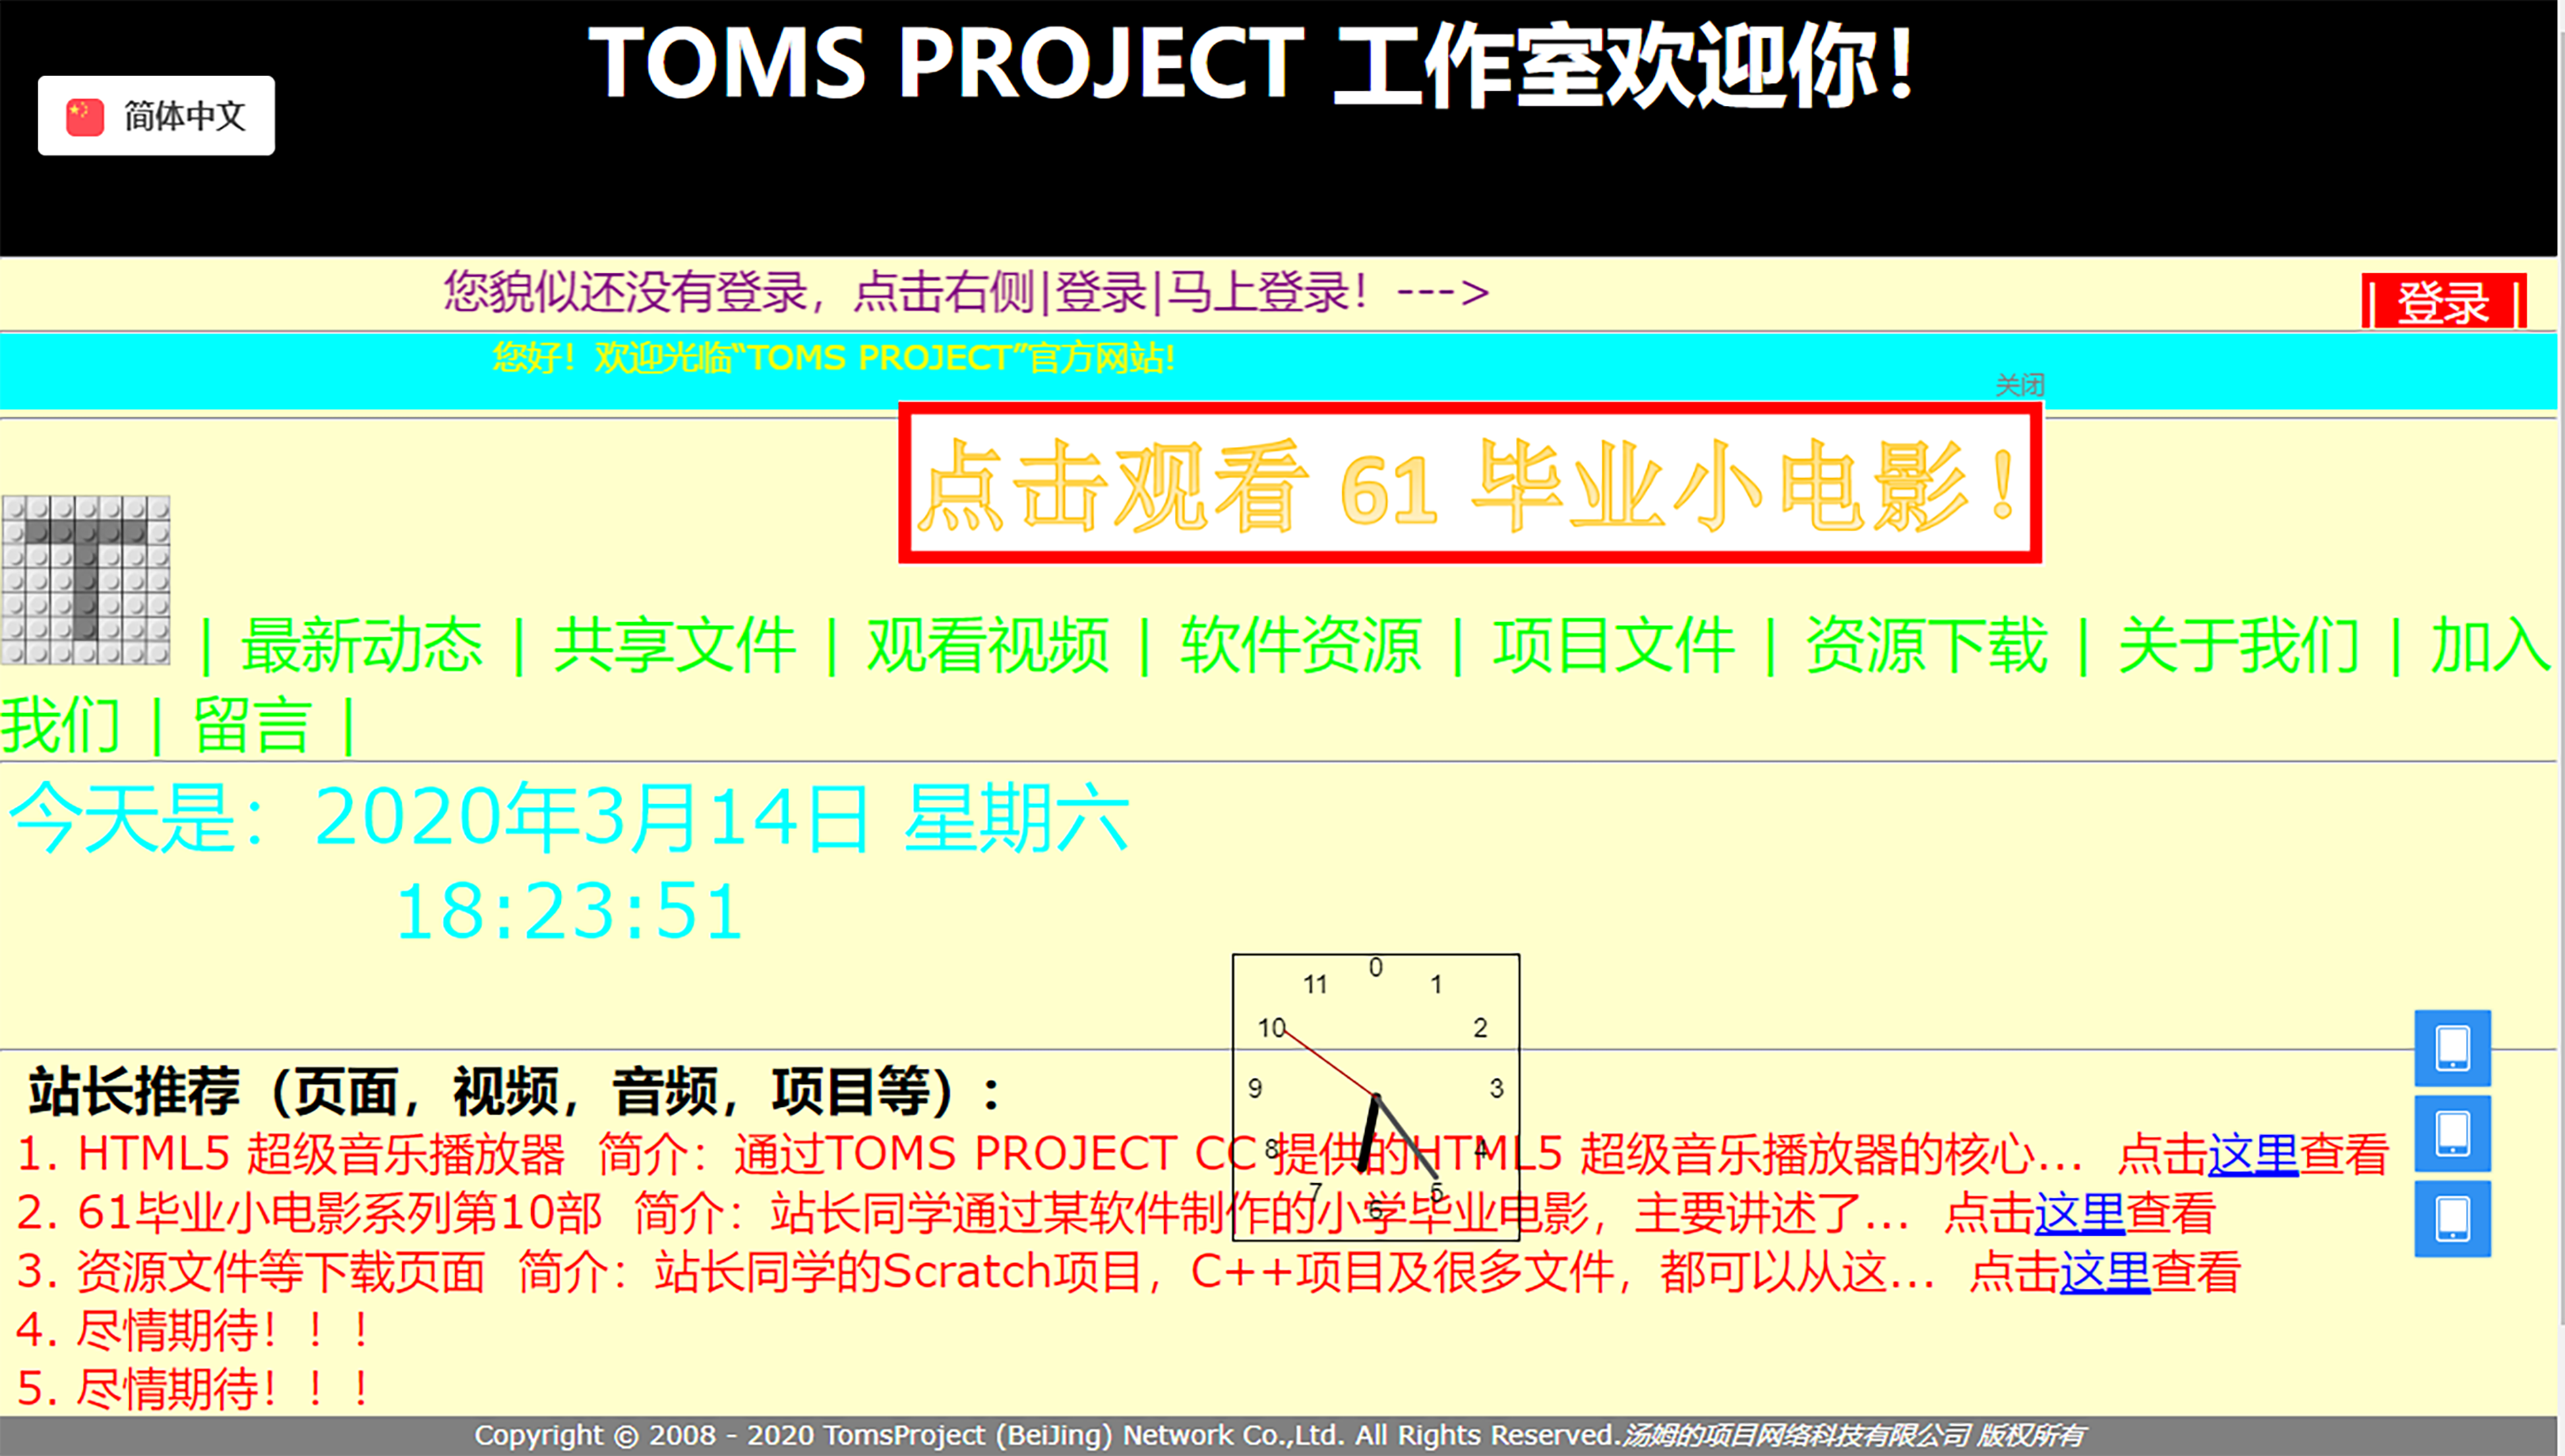 TOMS PROJECT 工作室欢迎你！
简体中文
您貌似还没有登录，点击右侧|登录|马上登录！--->
| 登录 |
您好！欢迎光临“TOMS PROJECT”官方网站!
关闭
点击观看 61 毕业小电影！
T
| 最新动态 | 共享文件 | 观看视频 | 软件资源 | 项目文件 | 资源下载 | 关于我们 | 加入
我们 | 留言 |
今天是：2020年3月14日 星期六
18:23:51
0
11 1
10 2
9 3
8 4
7 5
6
站长推荐（页面，视频，音频，项目等）：
1. HTML5 超级音乐播放器 简介：通过TOMS PROJECT CC 提供的HTML5 超级音乐播放器的核心... 点击这里查看
2. 61毕业小电影系列第10部 简介：站长同学通过某软件制作的小学毕业电影，主要讲述了... 点击这里查看
3. 资源文件等下载页面 简介：站长同学的Scratch项目，C++项目及很多文件，都可以从这... 点击这里查看
4. 尽情期待！！！
5. 尽情期待！！！
Copyright © 2008 - 2020 TomsProject (BeiJing) Network Co.,Ltd. All Rights Reserved.汤姆的项目网络科技有限公司 版权所有